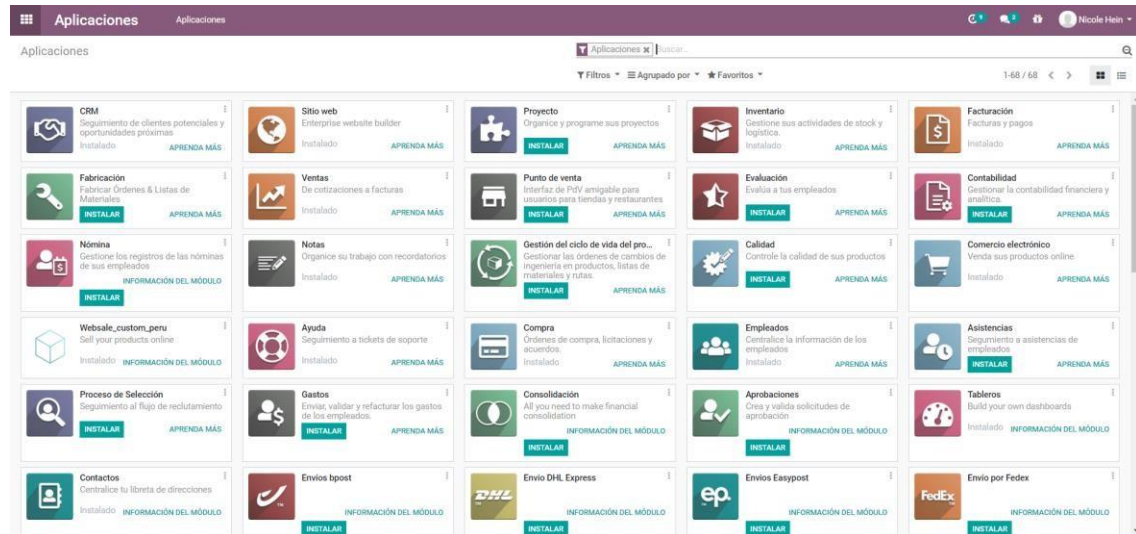 Aplicaciones Aplicaciones Nicole Hein
Aplicaciones
Aplicaciones Buscar...
Filtros Agrupado por Favoritos 1-68 / 68
CRM
Seguimiento de clientes potenciales y
oportunidades próximas
Instalado APRENDA MÁS
Sitio web
Enterprise website builder
Instalado APRENDA MÁS
Proyecto
Organice y programe sus proyectos
INSTALAR APRENDA MÁS
Inventario
Gestione sus actividades de stock y
logística.
Instalado APRENDA MÁS
Facturación
Facturas y pagos
Instalado APRENDA MÁS
Fabricación
Fabricar Órdenes & Listas de
Materiales
INSTALAR APRENDA MÁS
Ventas
De cotizaciones a facturas
Instalado APRENDA MÁS
Punto de venta
Interfaz de PdV amigable para
usuarios para tiendas y restaurantes
INSTALAR APRENDA MÁS
Evaluación
Evalúa a tus empleados
INSTALAR APRENDA MÁS
Contabilidad
Gestionar la contabilidad financiera y
analítica.
INSTALAR APRENDA MÁS
Nómina
Gestione los registros de las nóminas
de sus empleados
INFORMACIÓN DEL MÓDULO
INSTALAR
Notas
Organice su trabajo con recordatorios
Instalado APRENDA MÁS
Gestión del ciclo de vida del pro...
Gestionar las órdenes de cambios de
ingeniería en productos, listas de
materiales y rutas.
INSTALAR APRENDA MÁS
Calidad
Controle la calidad de sus productos
INSTALAR APRENDA MÁS
Comercio electrónico
Venda sus productos online
Instalado APRENDA MÁS
Websale_custom_peru
Sell your products online
Instalado INFORMACIÓN DEL MÓDULO
Ayuda
Seguimiento a tickets de soporte
Instalado APRENDA MÁS
Compra
Órdenes de compra, licitaciones y
acuerdos.
Instalado APRENDA MÁS
Empleados
Centralice la información de los
empleados
Instalado APRENDA MÁS
Asistencias
Seguimiento a asistencias de
empleados
INSTALAR APRENDA MÁS
Proceso de Selección
Seguimiento al flujo de reclutamiento
INSTALAR APRENDA MÁS
Gastos
Enviar, validar y refacturar los gastos
de los empleados.
INSTALAR APRENDA MÁS
Consolidación
All you need to make financial
consolidation
INFORMACIÓN DEL MÓDULO
INSTALAR
Aprobaciones
Crea y valida solicitudes de
aprobación
INFORMACIÓN DEL MÓDULO
INSTALAR
Tableros
Build your own dashboards
Instalado INFORMACIÓN DEL MÓDULO
Contactos
Centralice tu libreta de direcciones
Instalado INFORMACIÓN DEL MÓDULO
Envíos bpost
INFORMACIÓN DEL MÓDULO
INSTALAR
DHL
Envío DHL Express
INFORMACIÓN DEL MÓDULO
INSTALAR
ep.
Envíos Easypost
INFORMACIÓN DEL MÓDULO
INSTALAR
FedEx
Envío por Fedex
INFORMACIÓN DEL MÓDULO
INSTALAR